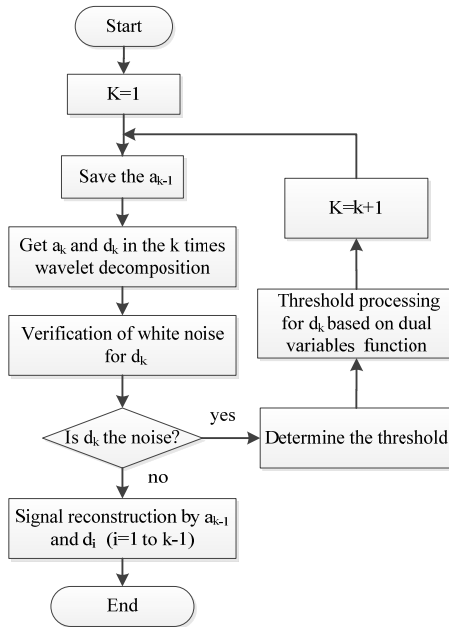 Start
K=1
Save the aₖ₋₁
Get aₖ and dₖ in the k times
wavelet decomposition
Verification of white noise
for dₖ
Is dₖ the noise?
yes
no
Determine the threshold
Threshold processing
for dₖ based on dual
variables function
K=k+1
Signal reconstruction by aₖ₋₁
and dᵢ (i=1 to k-1)
End